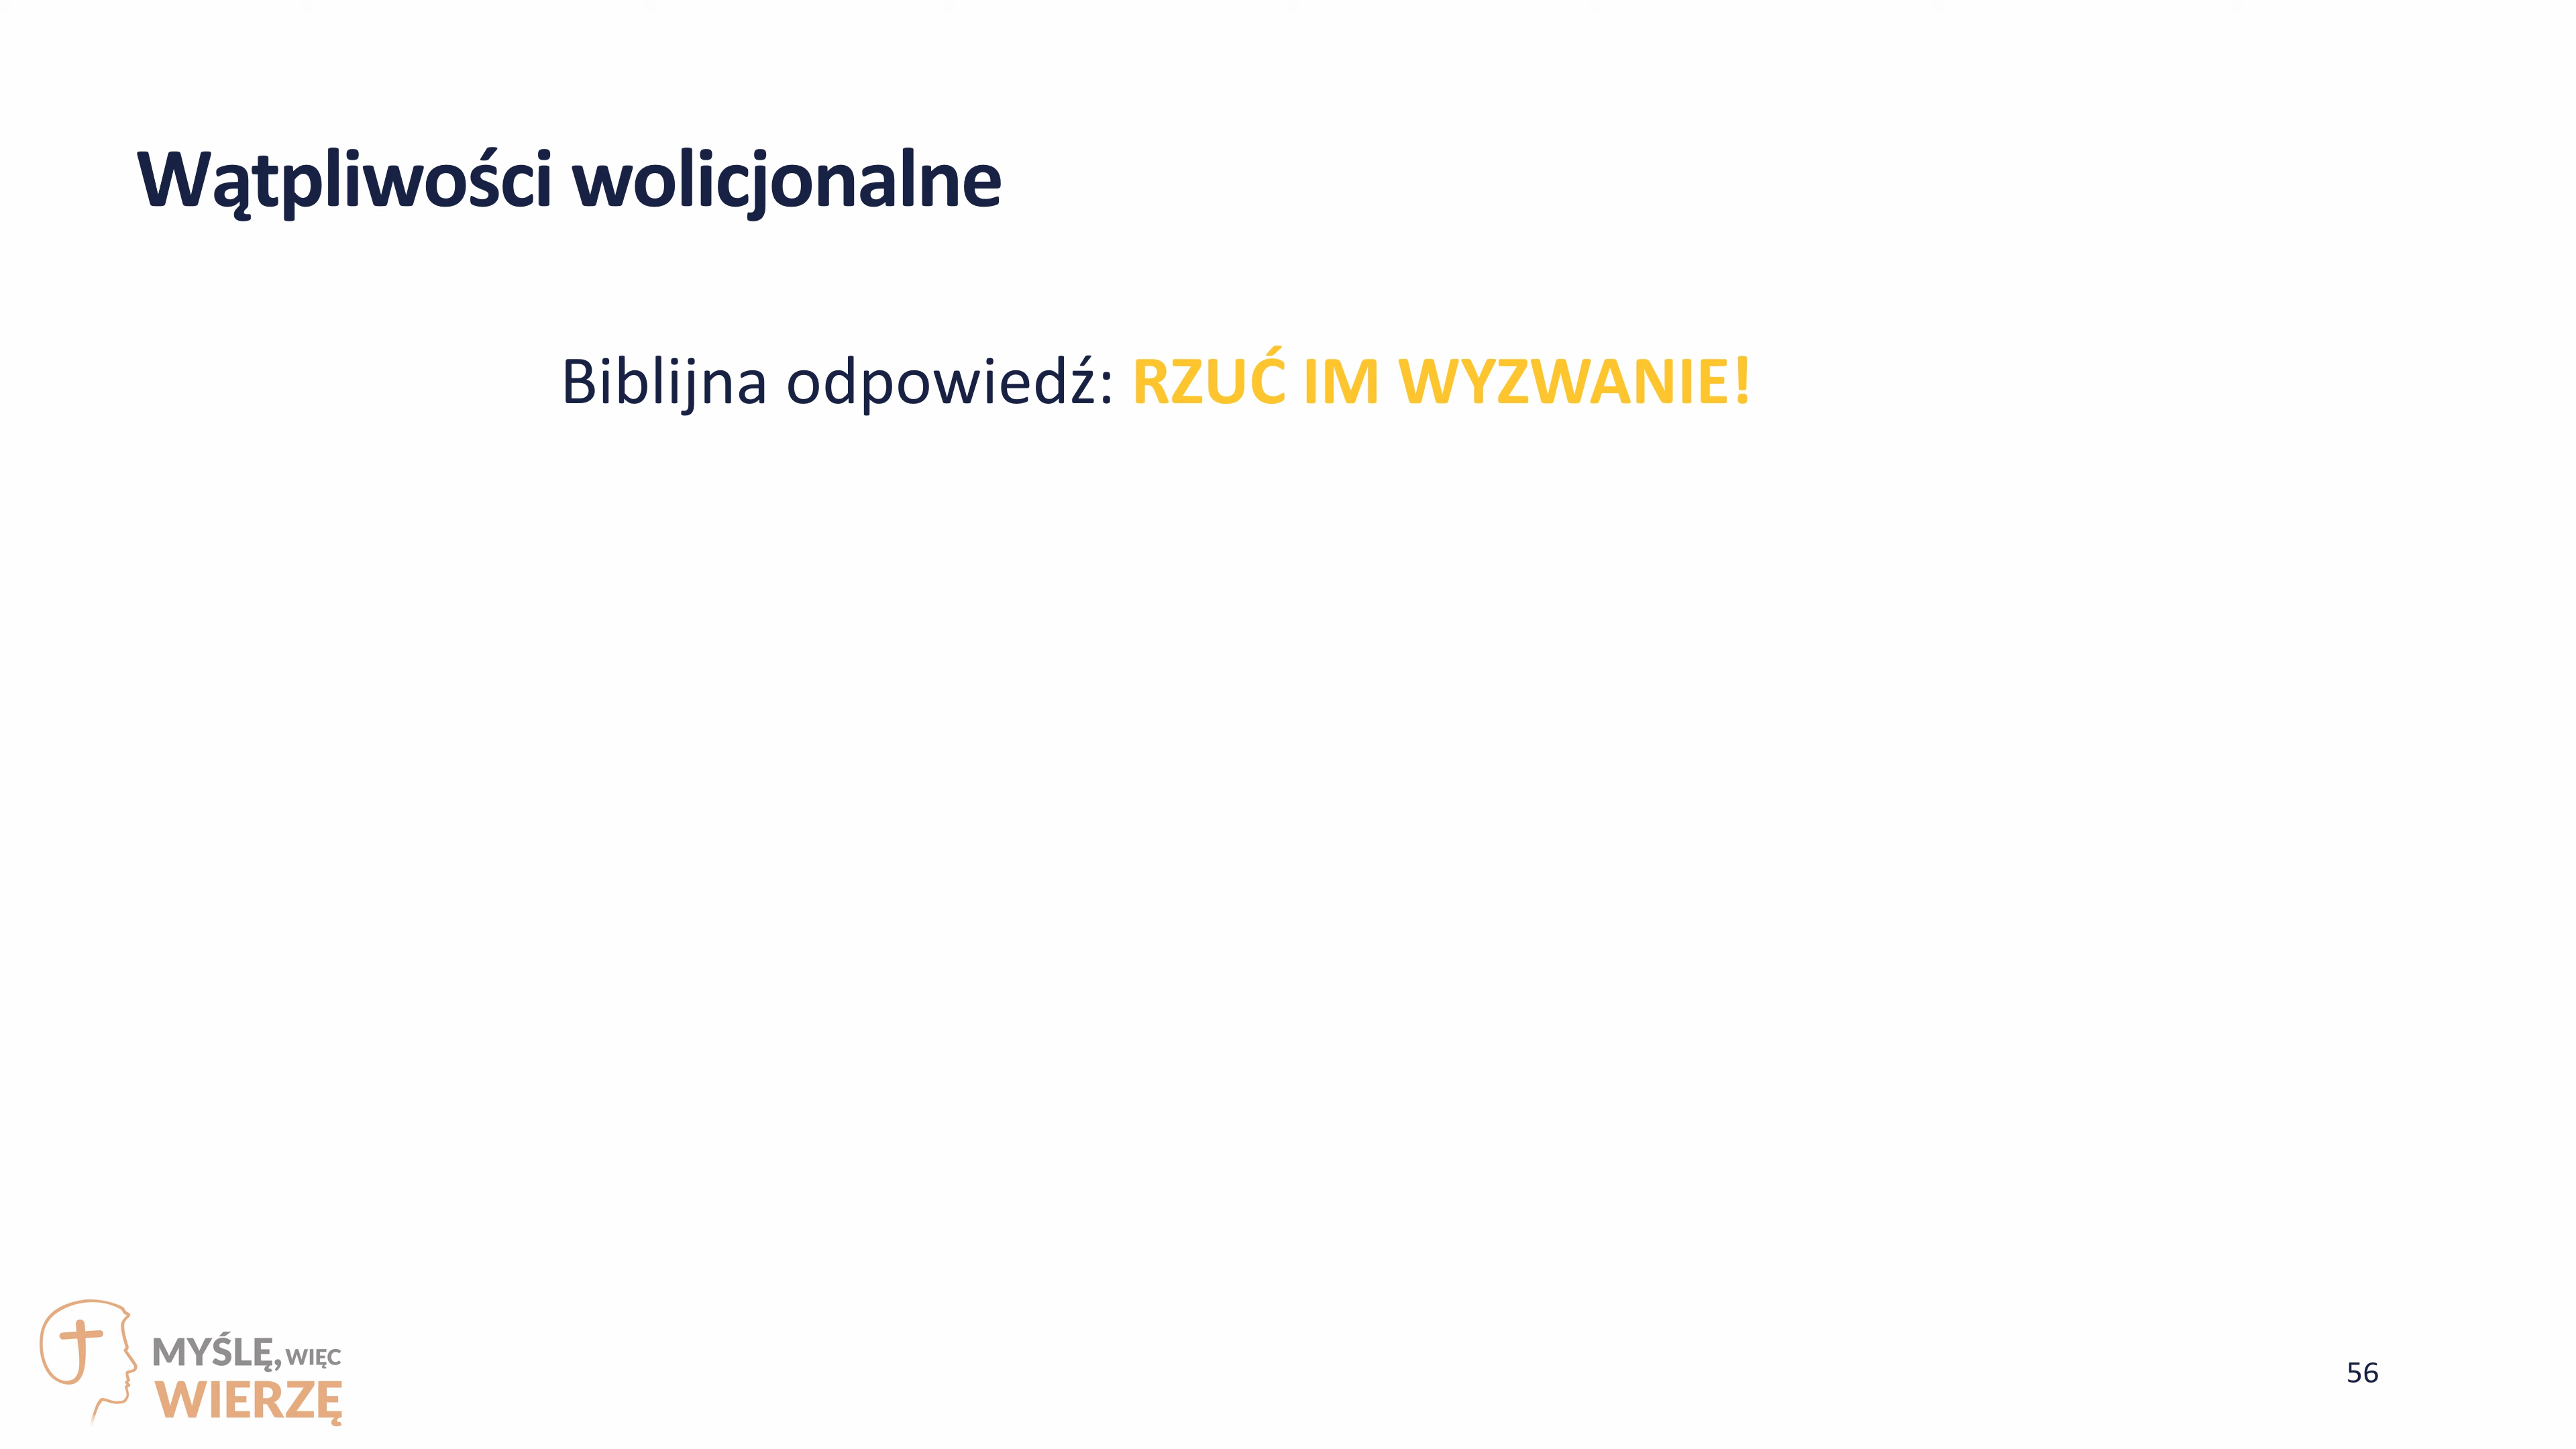 Wątpliwości wolicjonalne
Biblijna odpowiedź: RZUĆ IM WYZWANIE!
MYŚLĘ, WIĘC
WIERZĘ
56